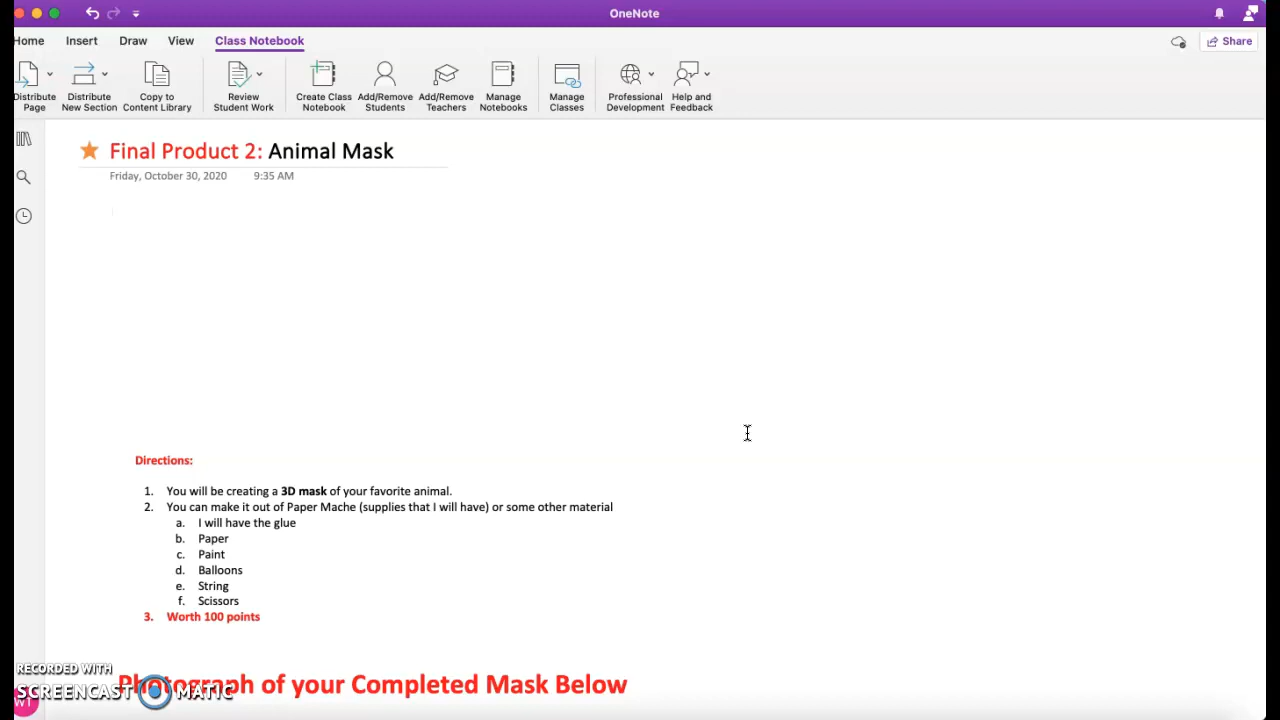 OneNote
Home Insert Draw View Class Notebook Share
Distribute Page
Distribute New Section
Copy to Content Library
Review Student Work
Create Class Notebook
Add/Remove Students
Add/Remove Teachers
Manage Notebooks
Manage Classes
Professional Development
Help and Feedback
Final Product 2: Animal Mask
Friday, October 30, 2020 9:35 AM
Directions:
1. You will be creating a 3D mask of your favorite animal.
2. You can make it out of Paper Mache (supplies that I will have) or some other material
a. I will have the glue
b. Paper
c. Paint
d. Balloons
e. String
f. Scissors
3. Worth 100 points
Photograph of your Completed Mask Below
RECORDED WITH
SCREENCAST MATIC
WT